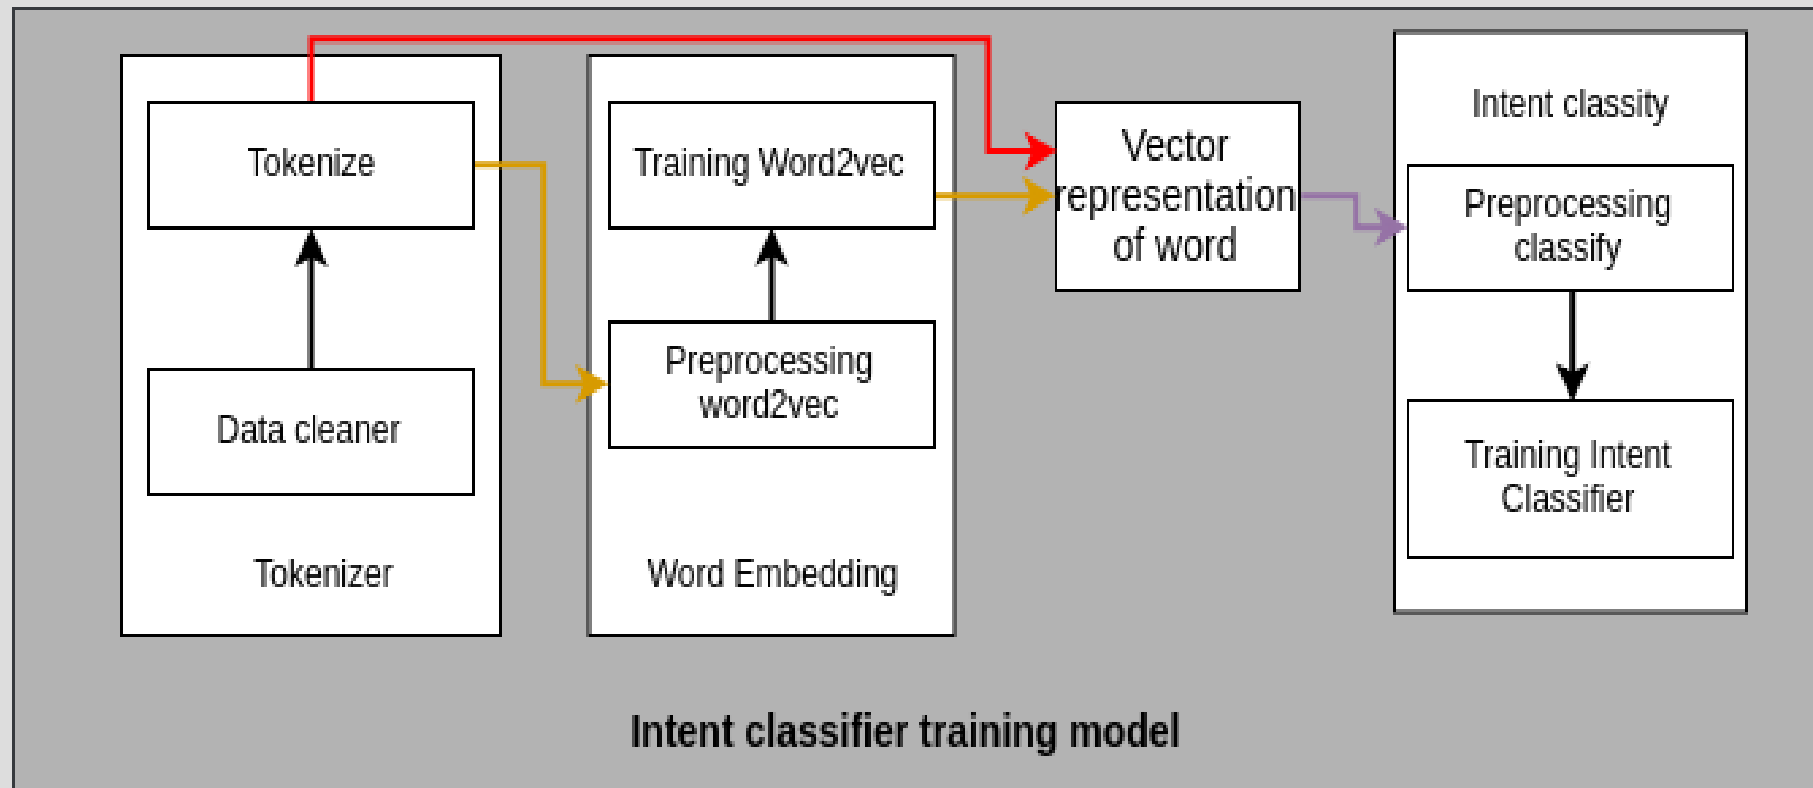 Tokenize
Data cleaner
Tokenizer
Training Word2vec
Preprocessing
word2vec
Word Embedding
Vector
representation
of word
Intent classity
Preprocessing
classify
Training Intent
Classifier
Intent classifier training model